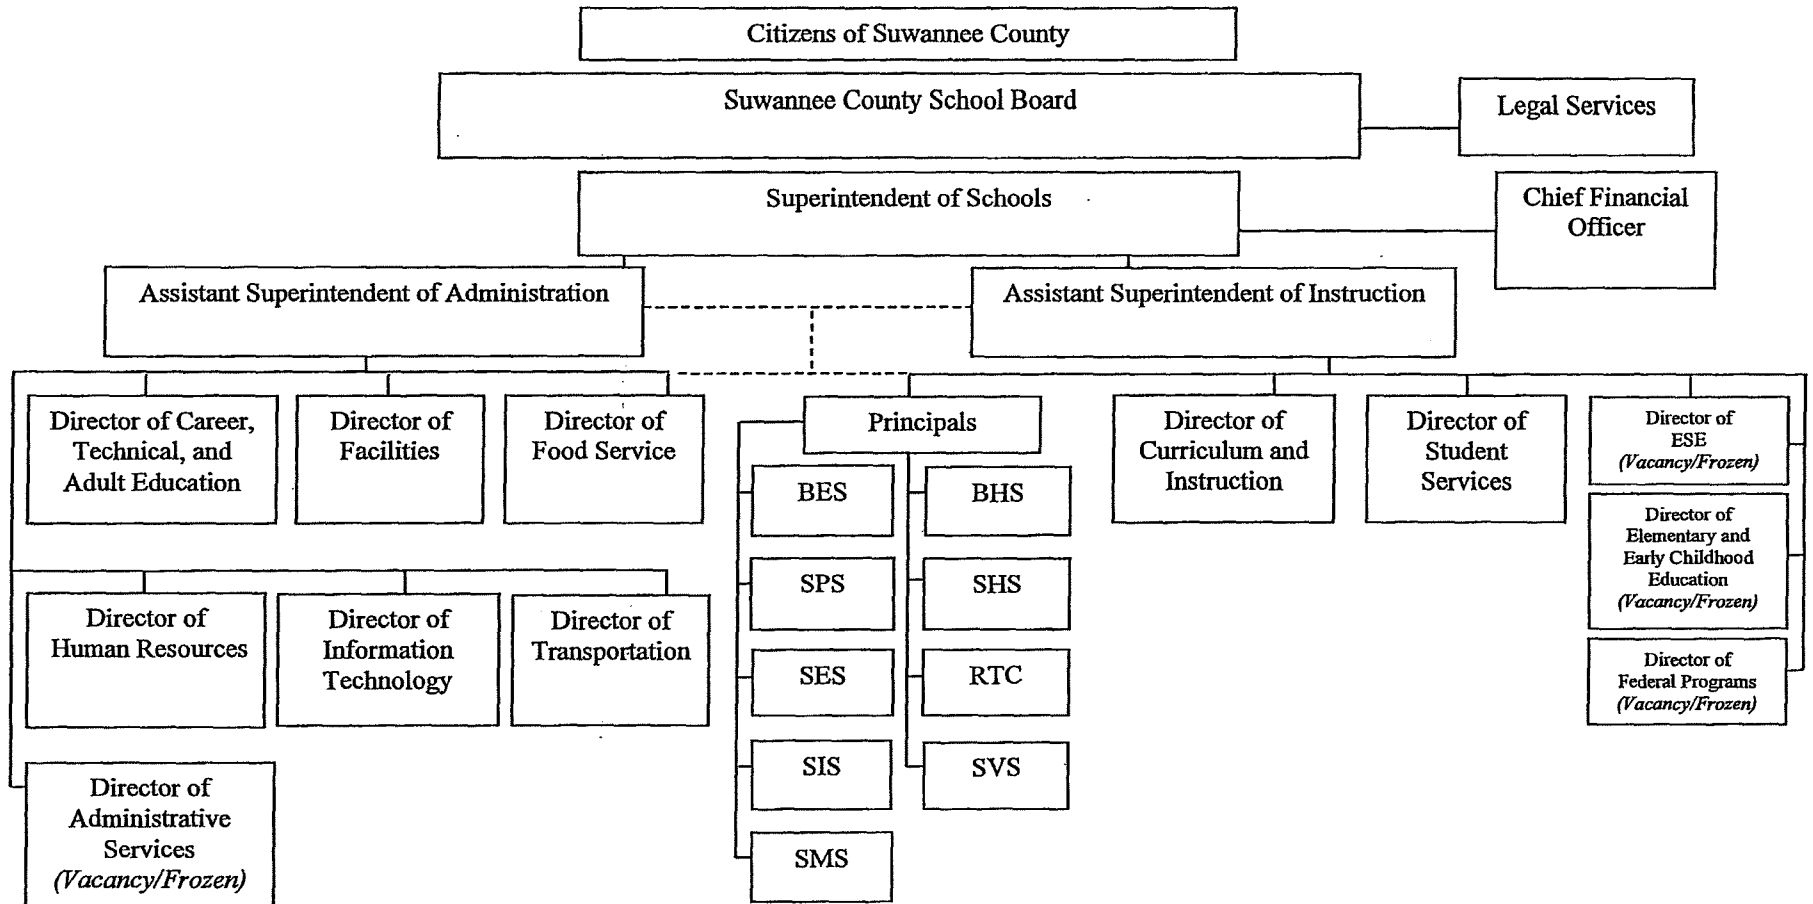 Citizens of Suwannee County
Suwannee County School Board
Legal Services
Superintendent of Schools
Chief Financial
Officer
Assistant Superintendent of Administration
Assistant Superintendent of Instruction
Director of Career,
Technical, and
Adult Education
Director of
Facilities
Director of
Food Service
Principals
BES
BHS
SPS
SHS
SES
RTC
SIS
SVS
SMS
Director of
Curriculum and
Instruction
Director of
Student
Services
Director of
ESE
(Vacancy/Frozen)
Director of
Elementary and
Early Childhood
Education
(Vacancy/Frozen)
Director of
Federal Programs
(Vacancy/Frozen)
Director of
Human Resources
Director of
Information
Technology
Director of
Transportation
Director of
Administrative
Services
(Vacancy/Frozen)